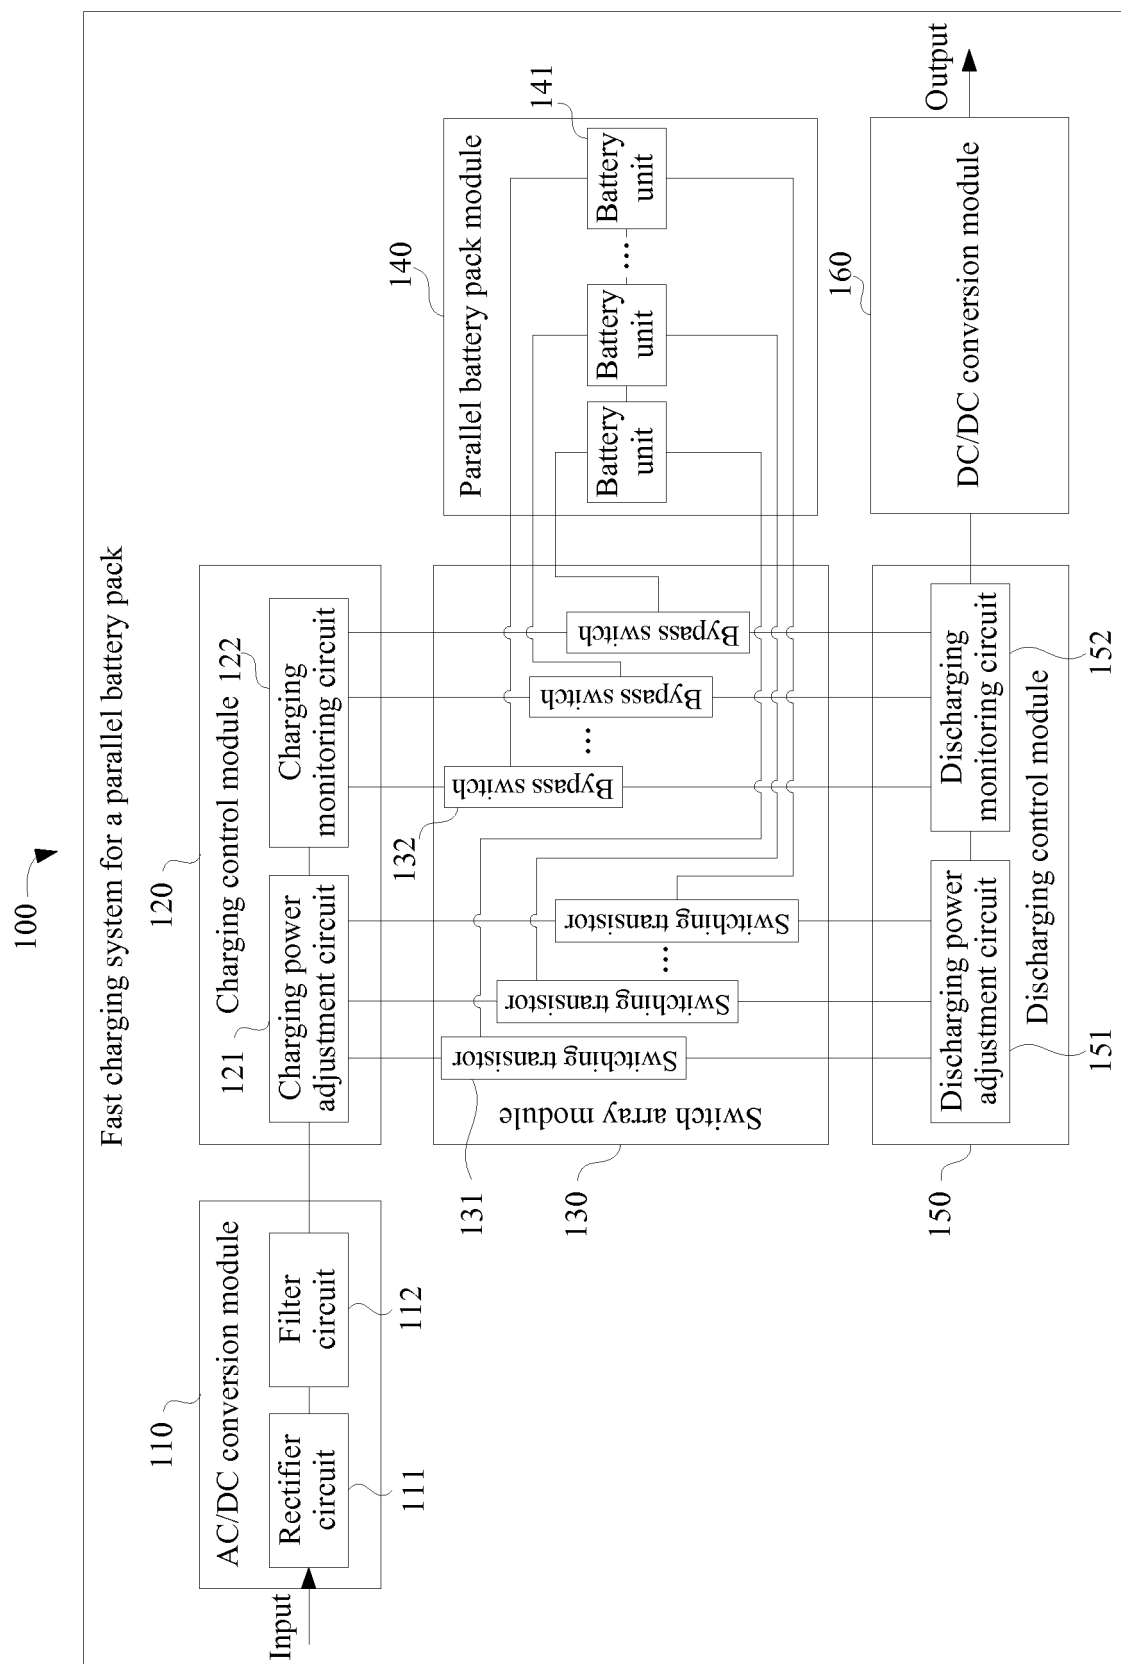 100
Fast charging system for a parallel battery pack
110
AC/DC conversion module
Input
Rectifier
circuit
111
Filter
circuit
112
120
Charging control module
121
Charging power
adjustment circuit
122
Charging
monitoring circuit
130
Switch array module
131
Switching transistor
Switching transistor
...
Switching transistor
132
Bypass switch
...
Bypass switch
Bypass switch
140
Parallel battery pack module
Battery
unit
Battery
unit
...
Battery
unit
141
150
Discharging power
adjustment circuit
151
Discharging
monitoring circuit
152
Discharging control module
160
DC/DC conversion module
Output